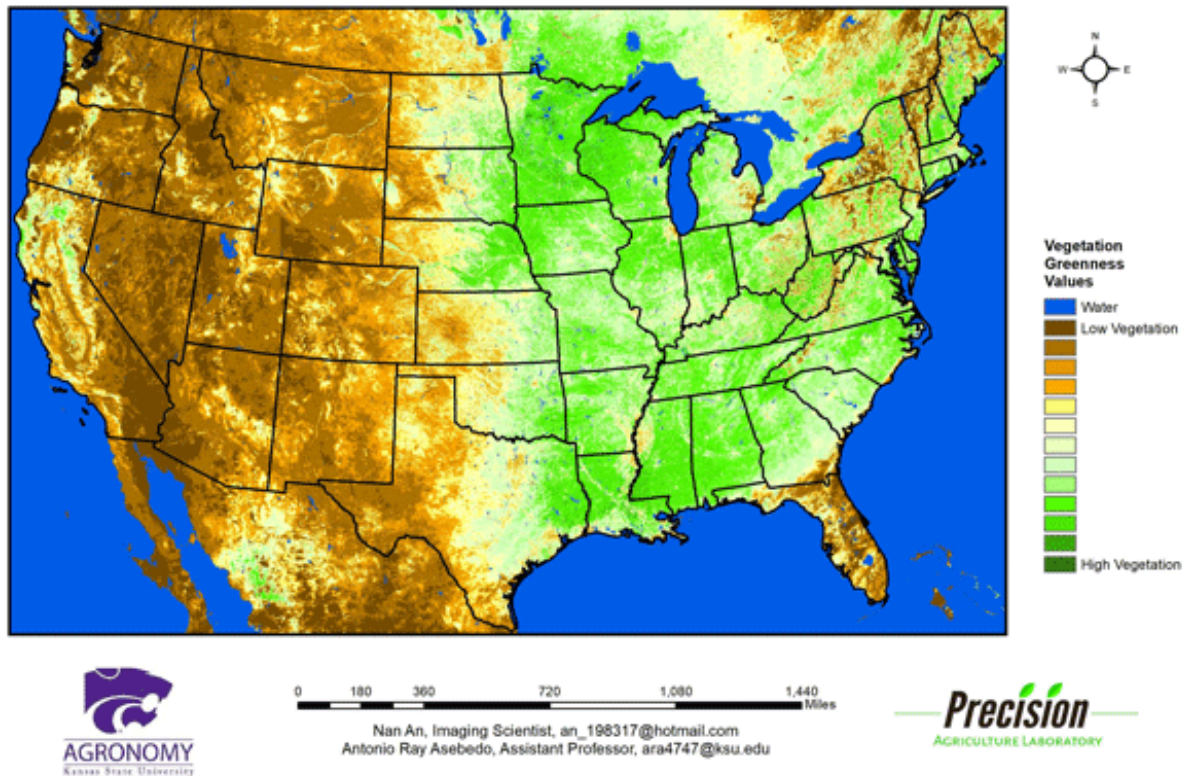 N
W E
S
Vegetation
Greenness
Values
Water
Low Vegetation
High Vegetation
0 180 360 720 1,080 1,440
Miles
Nan An, Imaging Scientist, an_198317@hotmail.com
Antonio Ray Asebedo, Assistant Professor, ara4747@ksu.edu
AGRONOMY
Kansas State University
Precision
AGRICULTURE LABORATORY